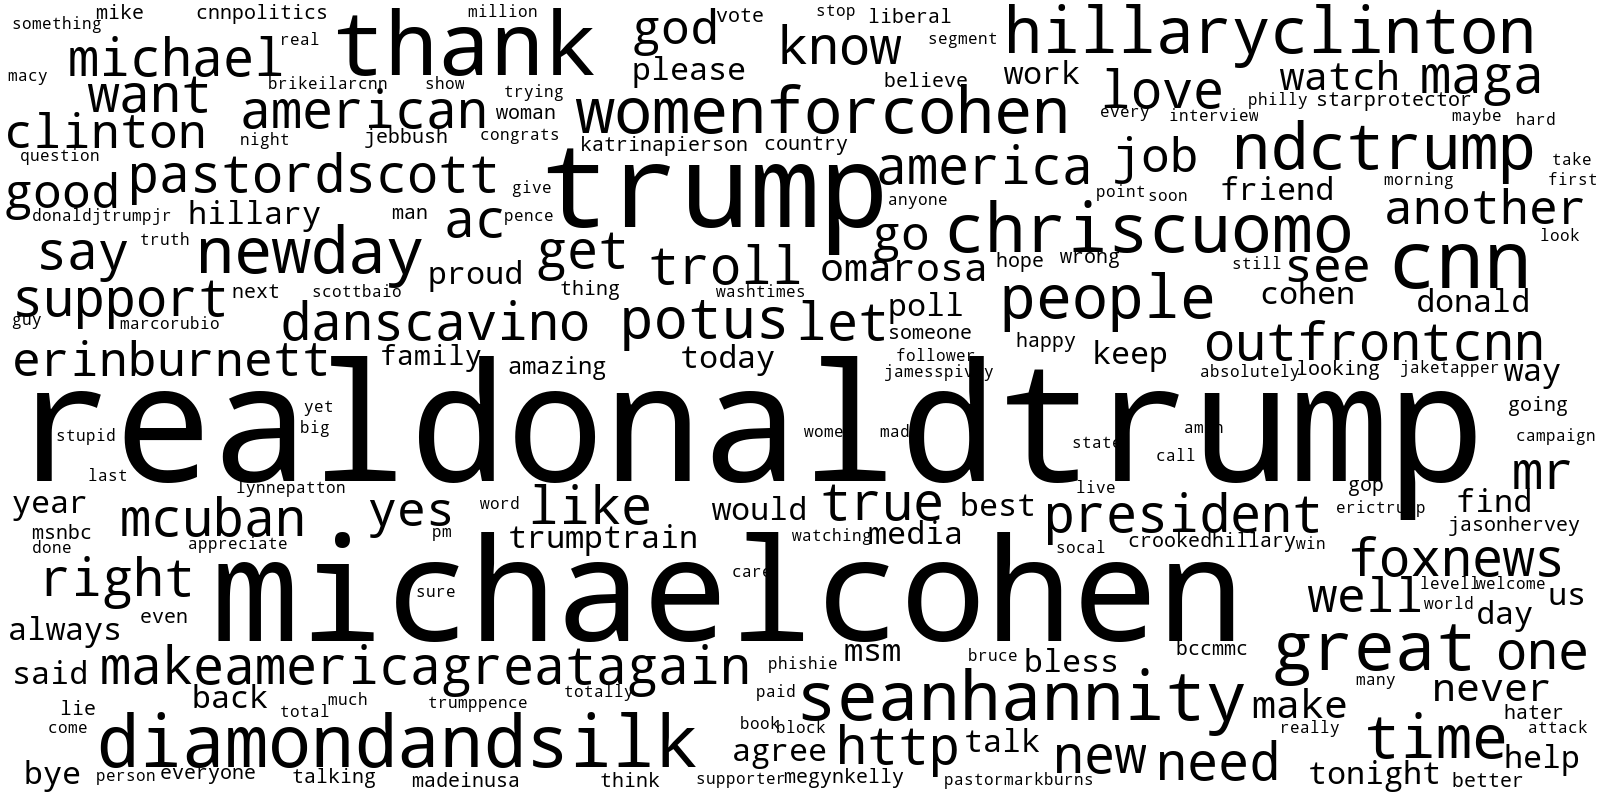 something mike cnnpolitics million god vote stop liberal hillaryclinton
macy michael real thank please know segment work love watch maga
want brikeilarcnn show trying believe
clinton american woman womenforcohen every philly starprotector
night jebbush congrats interview maybe hard
question katrinapierson country america job ndctrump take
good pastordscott give trump anyone point soon friend morning first
donaldjtrumpjr hillary man ac pence go chriscuomo another
say truth newday get troll omarosa hope wrong still see cnn look
proud
support next scottbaio thing washtimes poll people cohen donald
guy marcorubio danscavino potus let someone happy outfrontcnn
erinburnett family amazing today follower keep
jamesspivey absolutely looking jaketapper way
realdonaldtrump
yet big stupid women made state amen call going campaign
last mr
year lynnepatton yes word like would true best live president gop find
msnbc mcuban pm trumptrain watching media erictrump jasonhervey
done appreciate socal crookedhillary win foxnews
right sure michaelcohen care well levell welcome us
always even world day
said makeamericagreatagain phishie msm bruce bless bccmmc great one
back much totally paid seanhannity many never
lie total trumppence make hater
come diamondandsilk book block agree http talk new need really time attack help
bye person everyone talking madeinusa think supporter megynkelly pastormarkburns tonight better